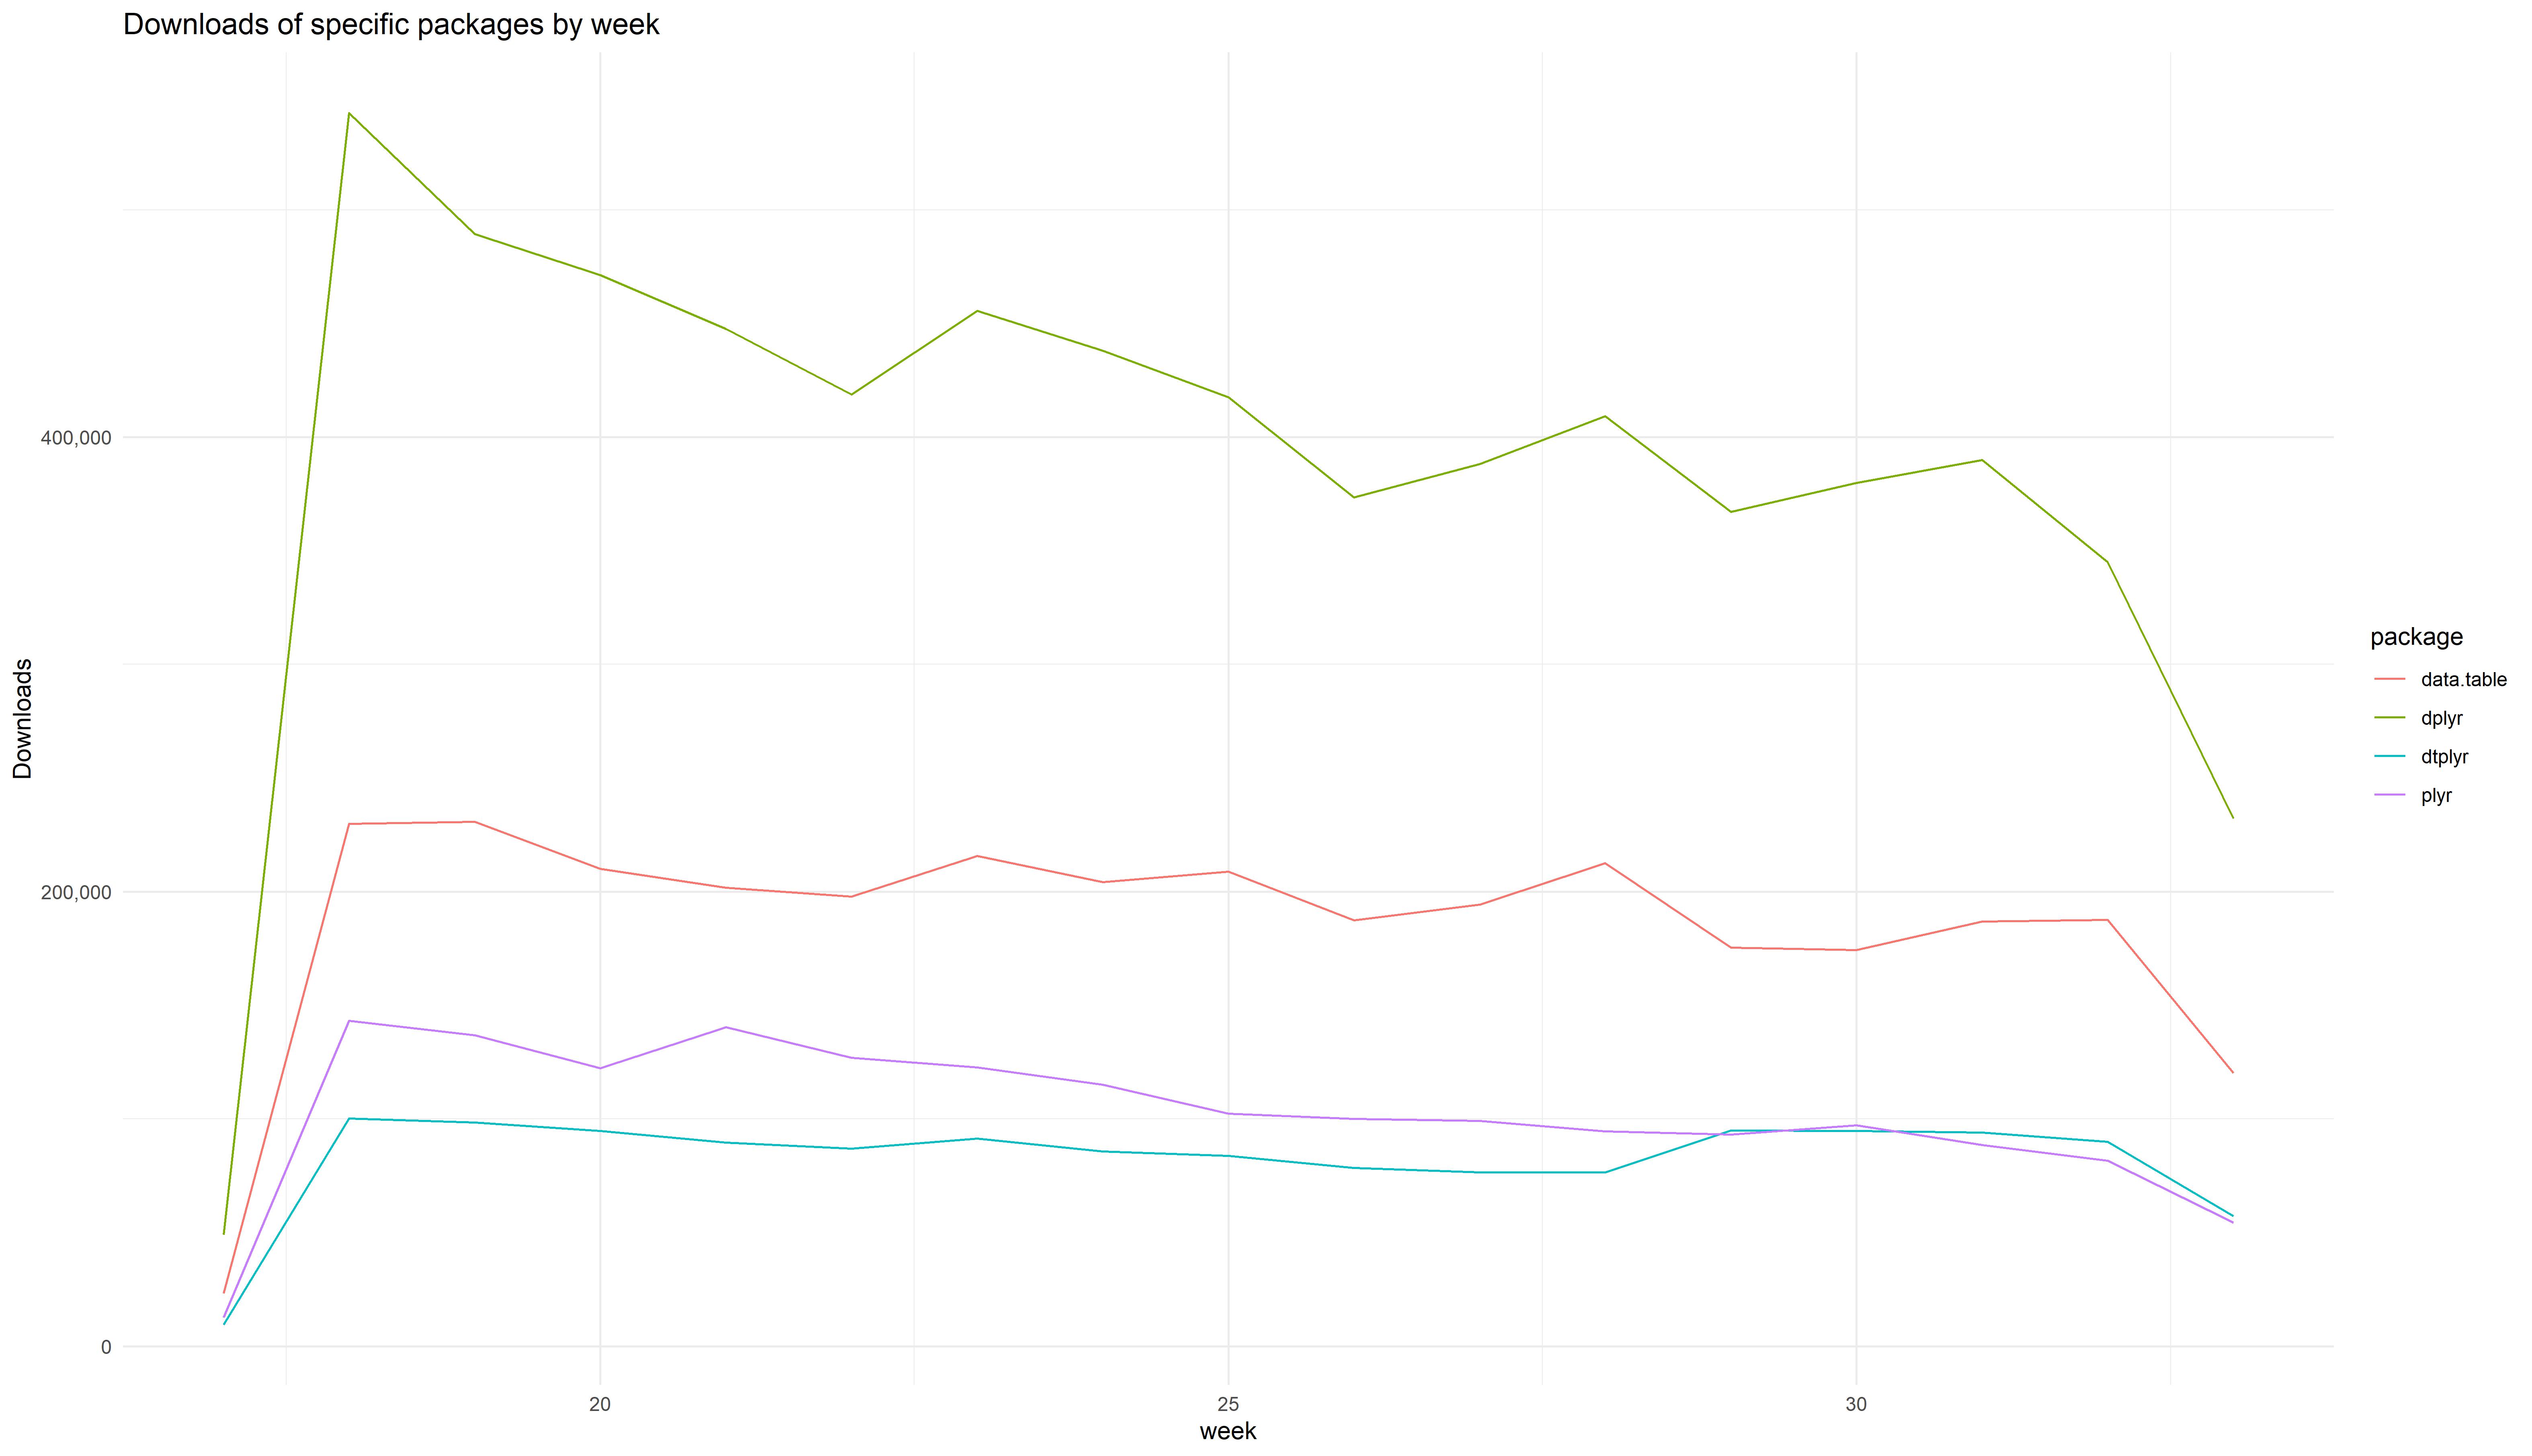 Downloads of specific packages by week
Downloads
400,000
200,000
0
20
25
30
week
package
data.table
dplyr
dtplyr
plyr